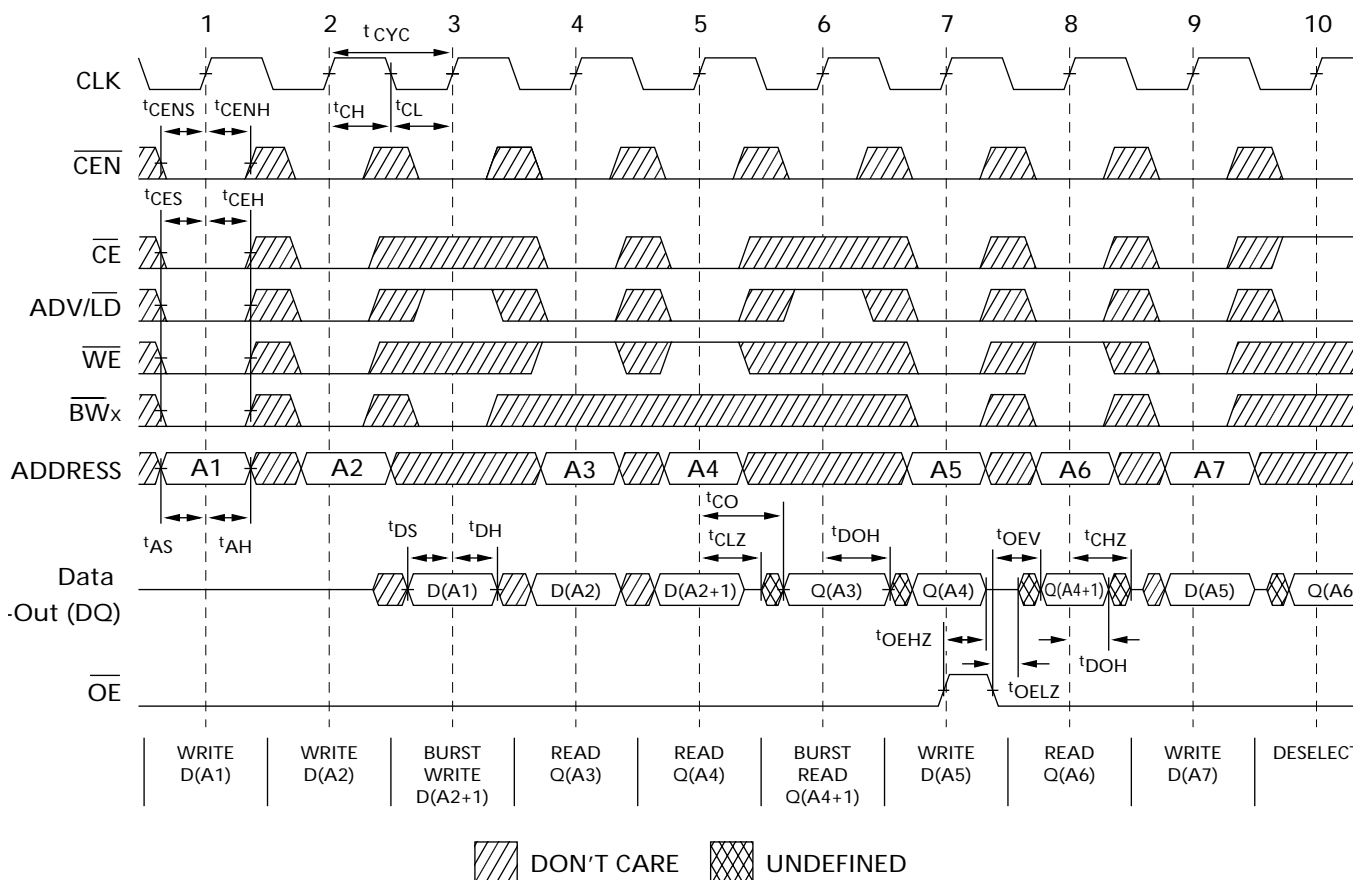 1 2 3 4 5 6 7 8 9 10
tCYC
CLK
tCENS tCENH tCH tCL
CEN
tCES tCEH
CE
ADV/LD
WE
BWx
ADDRESS A1 A2 A3 A4 A5 A6 A7
tCO
tAS tAH tDS tDH tCLZ tDOH tOEV tCHZ
Data
-Out (DQ)
D(A1) D(A2) D(A2+1) Q(A3) Q(A4) Q(A4+1) D(A5) Q(A6
tOEHZ tDOH
tOELZ
OE
WRITE
D(A1)
WRITE
D(A2)
BURST
WRITE
D(A2+1)
READ
Q(A3)
READ
Q(A4)
BURST
READ
Q(A4+1)
WRITE
D(A5)
READ
Q(A6)
WRITE
D(A7)
DESELECT
DON'T CARE UNDEFINED